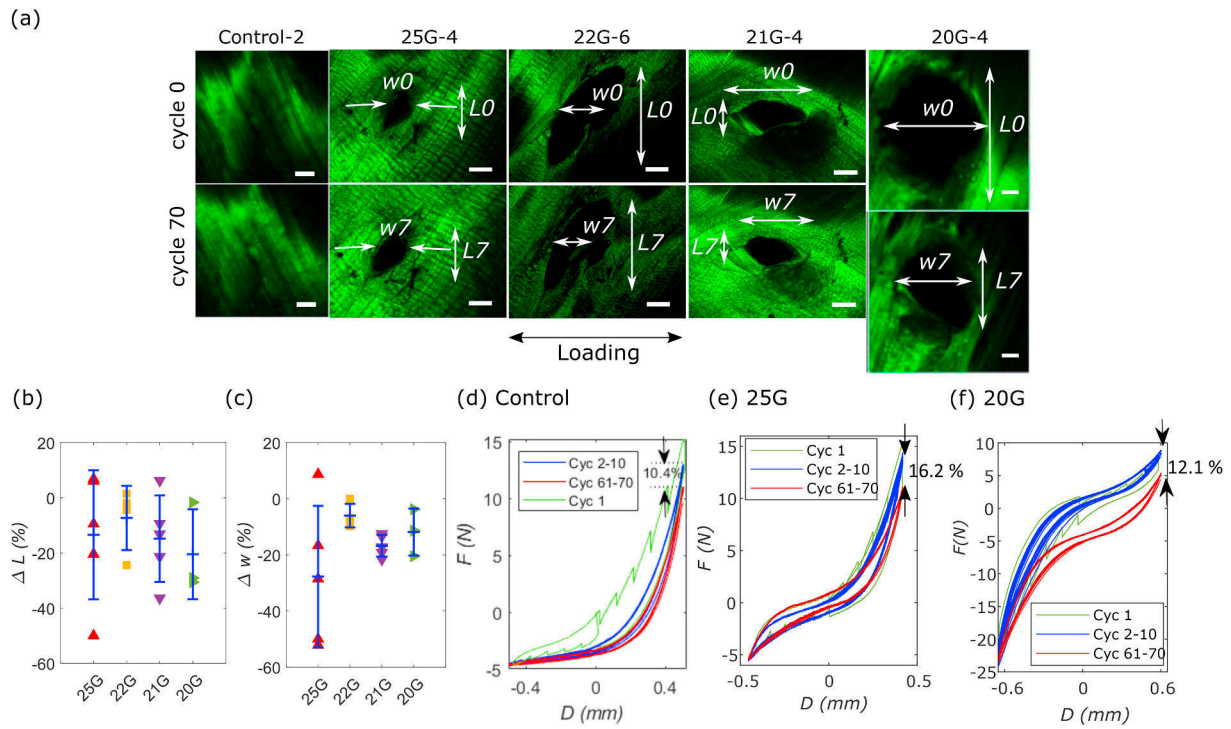 (a)
Control-2 25G-4 22G-6 21G-4 20G-4
cycle 0
w0 L0 w0 L0 w0 L0 w0 L0
cycle 70
w7 L7 w7 L7 w7 L7 w7 L7
Loading
(b) (c) (d) Control (e) 25G (f) 20G
Δ L (%)
20
0
-20
-40
-60
25G 22G 21G 20G
Δ w (%)
20
0
-20
-40
-60
25G 22G 21G 20G
F (N)
15
10
5
0
-5
-0.4 0 0.4
D (mm)
Cyc 2-10
Cyc 61-70
Cyc 1
10.4%
F (N)
15
10
5
0
-5
-0.5 0 0.5
D (mm)
Cyc 1
Cyc 2-10
Cyc 61-70
16.2 %
F(N)
10
5
0
-5
-10
-15
-20
-25
-0.6 0 0.6
D (mm)
Cyc 1
Cyc 2-10
Cyc 61-70
12.1 %